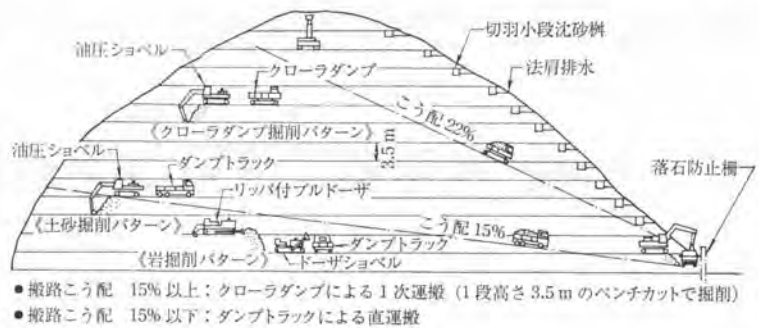 油圧ショベル
クローラダンプ
切羽小段沈砂桝
法肩排水
《クローラダンプ掘削パターン》
こう配22%
3.5m
油圧ショベル
ダンプトラック
リッパ付ブルドーザ
落石防止柵
《土砂掘削パターン》
こう配15%
《岩掘削パターン》
ダンプトラック
ドーザショベル
●搬路こう配 15%以上：クローラダンプによる1次運搬（1段高さ3.5mのベンチカットで掘削）
●搬路こう配 15%以下：ダンプトラックによる直運搬